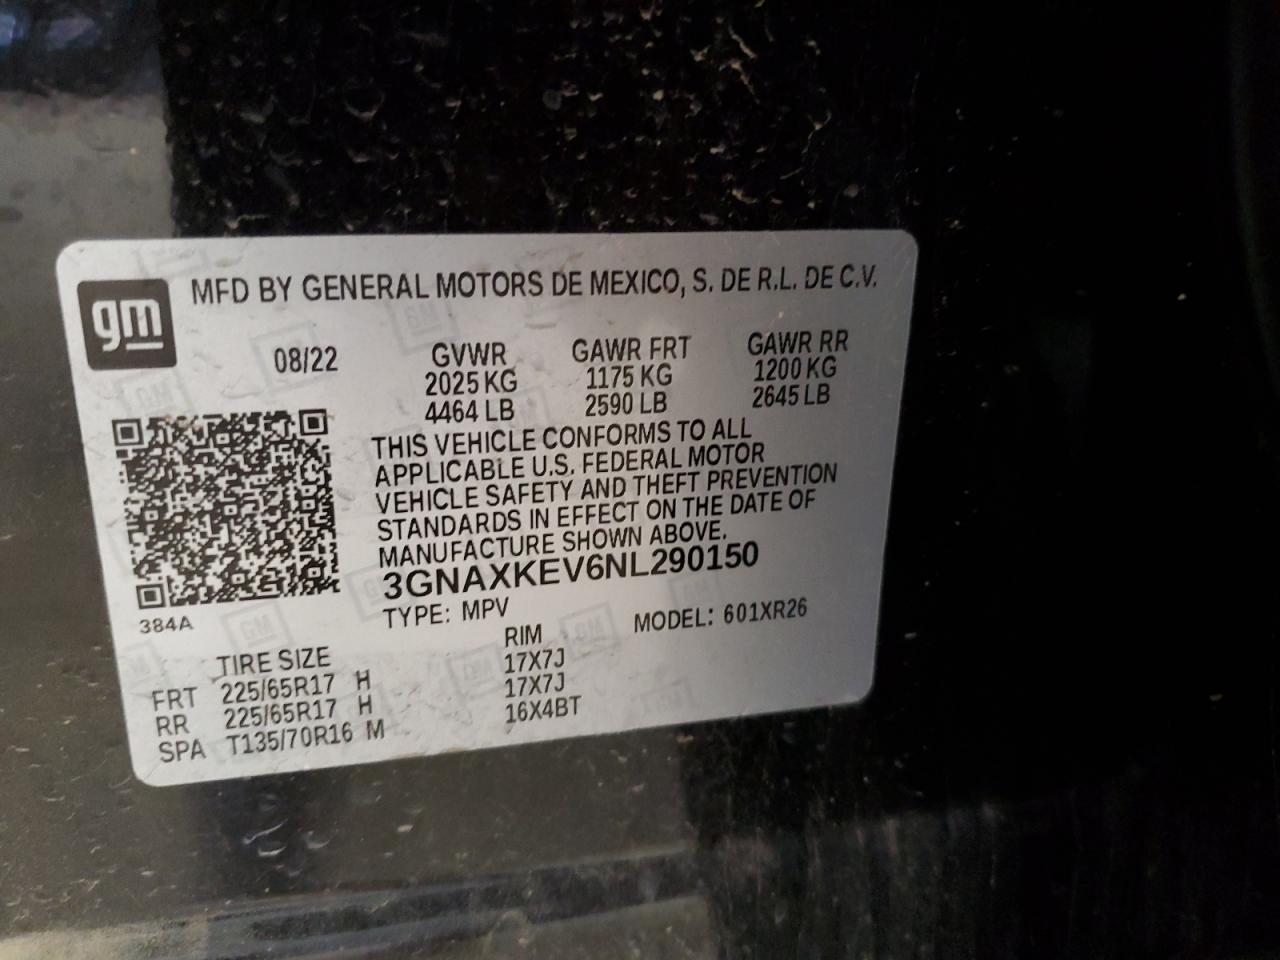 gm
MFD BY GENERAL MOTORS DE MEXICO, S. DE R.L. DE C.V.
08/22 GVWR GAWR FRT GAWR RR
2025 KG 1175 KG 1200 KG
4464 LB 2590 LB 2645 LB
THIS VEHICLE CONFORMS TO ALL
APPLICABLE U.S. FEDERAL MOTOR
VEHICLE SAFETY AND THEFT PREVENTION
STANDARDS IN EFFECT ON THE DATE OF
MANUFACTURE SHOWN ABOVE.
3GNAXKEV6NL290150
384A
TYPE: MPV MODEL: 601XR26
TIRE SIZE RIM
FRT 225/65R17 H 17X7J
RR 225/65R17 H 17X7J
SPA T135/70R16 M 16X4BT